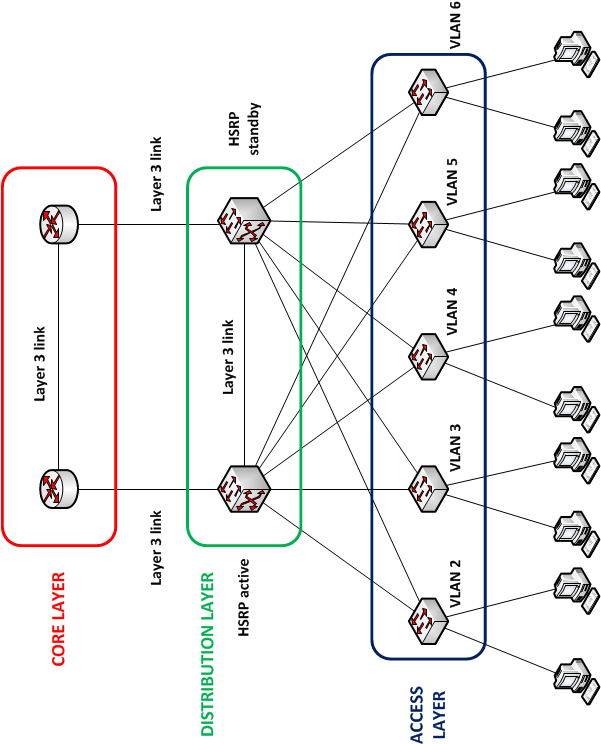 CORE LAYER
Layer 3 link
Layer 3 link
Layer 3 link
DISTRIBUTION LAYER
HSRP active
Layer 3 link
HSRP
standby
ACCESS
LAYER
VLAN 2
VLAN 3
VLAN 4
VLAN 5
VLAN 6